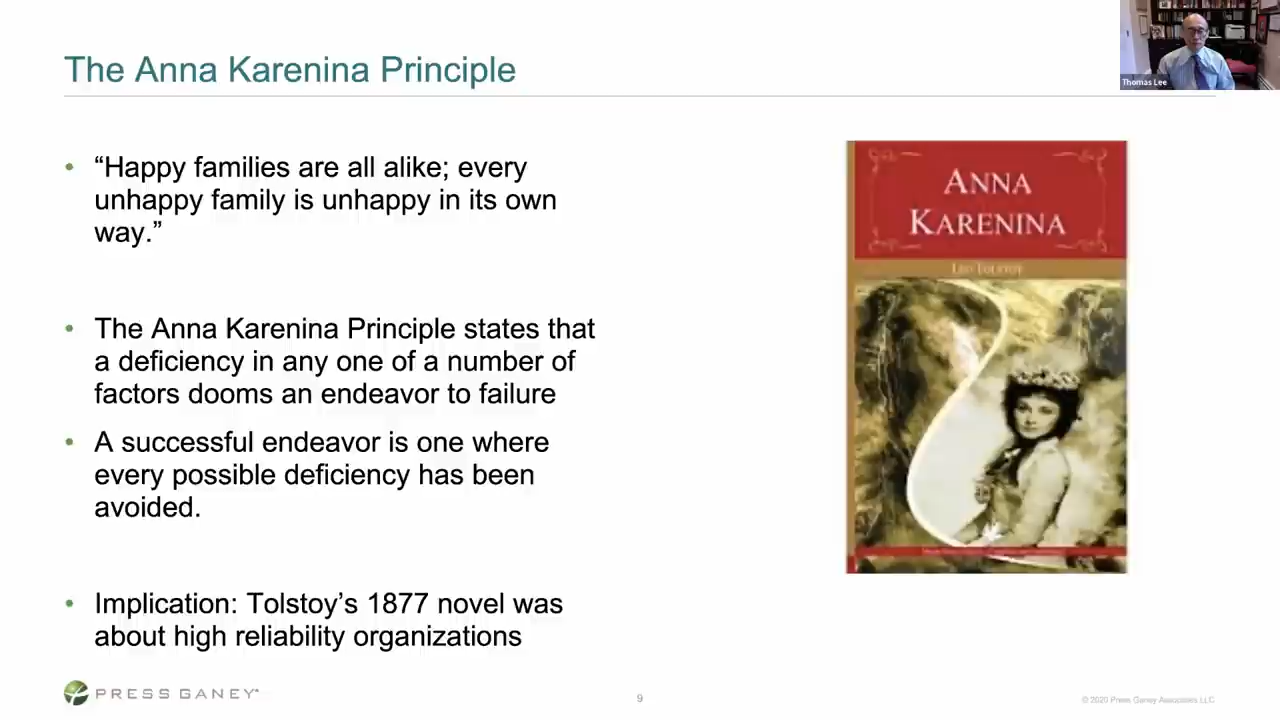 The Anna Karenina Principle
Thomas Lee
• “Happy families are all alike; every
unhappy family is unhappy in its own
way.”
• The Anna Karenina Principle states that
a deficiency in any one of a number of
factors dooms an endeavor to failure
• A successful endeavor is one where
every possible deficiency has been
avoided.
• Implication: Tolstoy’s 1877 novel was
about high reliability organizations
ANNA
KARENINA
LEO TOLSTOY
PRESS GANEY
9
© 2020 Press Ganey Associates LLC